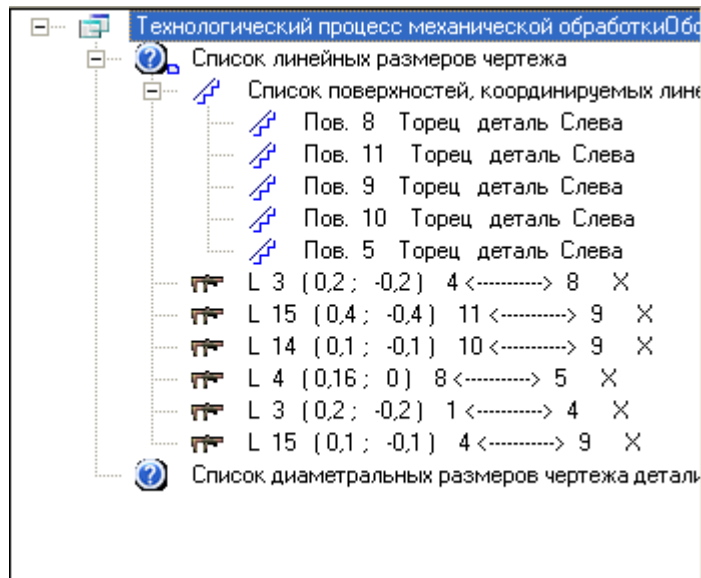 Технологический процесс механической обработки
Список линейных размеров чертежа
Список поверхностей, координируемых
Пов. 8 Торец деталь Слева
Пов. 11 Торец деталь Слева
Пов. 9 Торец деталь Слева
Пов. 10 Торец деталь Слева
Пов. 5 Торец деталь Слева
L 3 (0,2 ; -0,2) 4 <----------> 8 X
L 15 (0,4 ; -0,4) 11 <----------> 9 X
L 14 (0,1 ; -0,1) 10 <----------> 9 X
L 4 (0,16 ; 0) 8 <----------> 5 X
L 3 (0,2 ; -0,2) 1 <----------> 4 X
L 15 (0,1 ; -0,1) 4 <----------> 9 X
Список диаметральных размеров чертежа детали